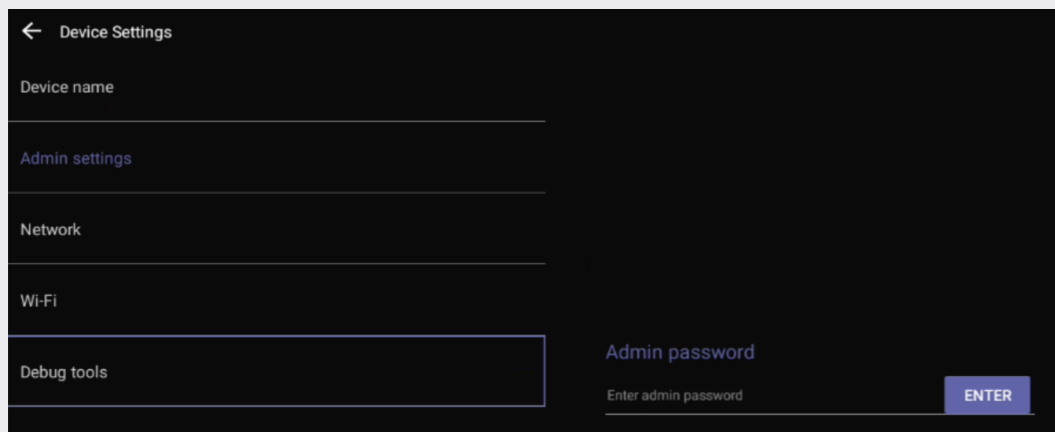 Device Settings
Device name
Admin settings
Network
Wi-Fi
Debug tools
Admin password
Enter admin password
ENTER